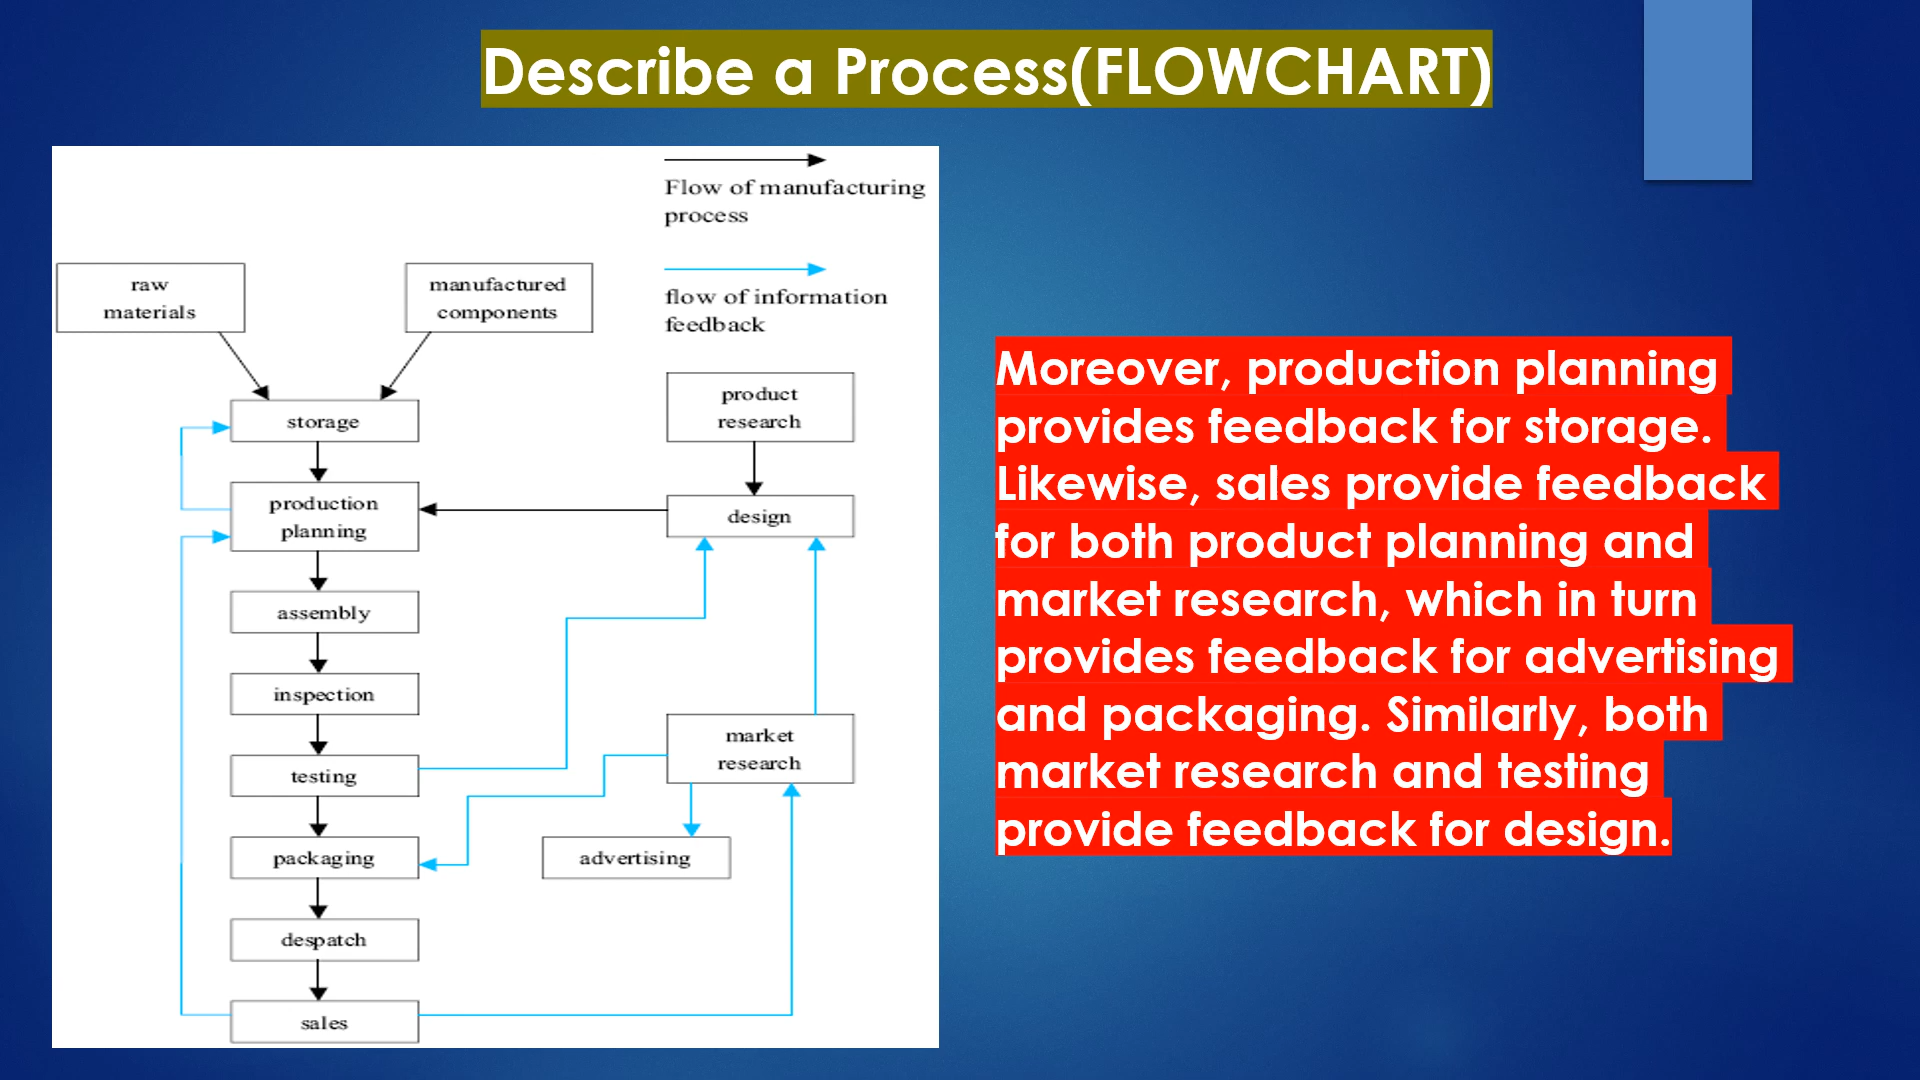 Describe a Process(FLOWCHART)
Flow of manufacturing
process
flow of information
feedback
raw
materials
manufactured
components
storage
production
planning
assembly
inspection
testing
packaging
despatch
sales
product
research
design
market
research
advertising
Moreover, production planning
provides feedback for storage.
Likewise, sales provide feedback
for both product planning and
market research, which in turn
provides feedback for advertising
and packaging. Similarly, both
market research and testing
provide feedback for design.